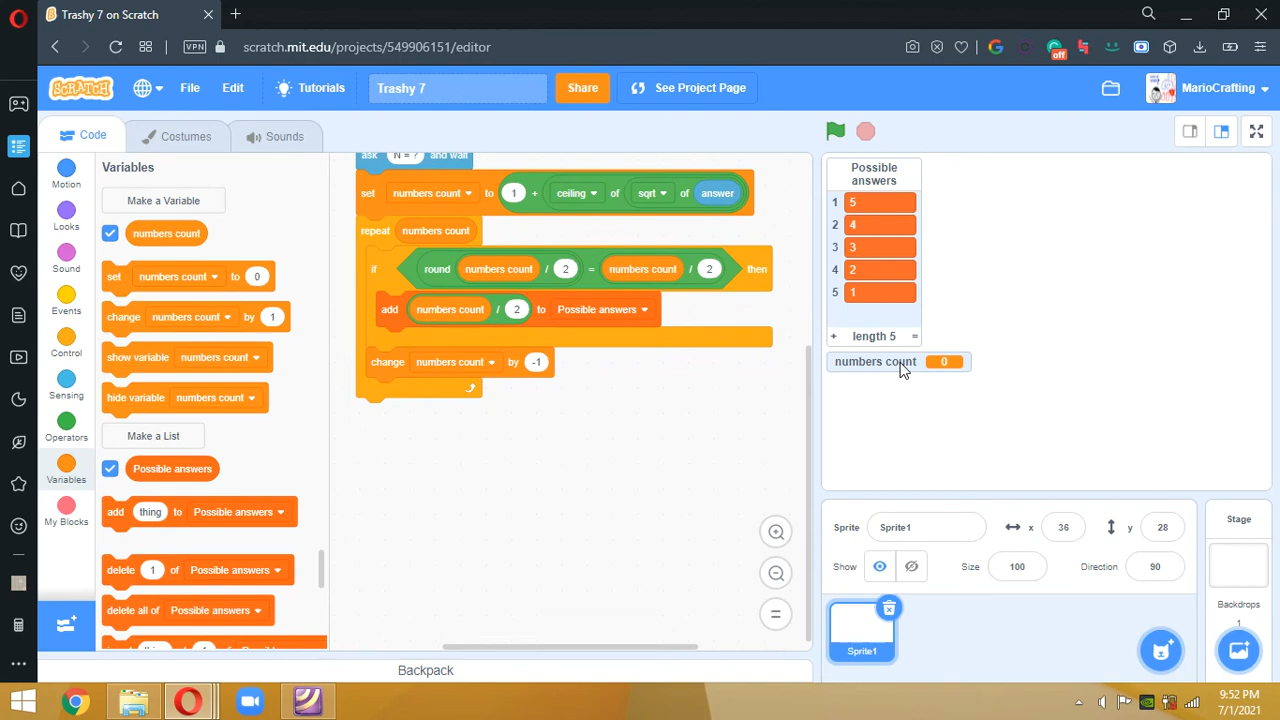 Trashy 7 on Scratch
VPN
scratch.mit.edu/projects/549906151/editor
off
SCRATCH
File
Edit
Tutorials
Trashy 7
Share
See Project Page
MarioCrafting
Code
Costumes
Sounds
Motion
Looks
Sound
Events
Control
Sensing
Operators
Variables
My Blocks
Variables
Make a Variable
numbers count
set numbers count to 0
change numbers count by 1
show variable numbers count
hide variable numbers count
Make a List
Possible answers
add thing to Possible answers
delete 1 of Possible answers
delete all of Possible answers
ask N = ? and wait
set numbers count to 1 + ceiling of sqrt of answer
repeat numbers count
if round numbers count / 2 = numbers count / 2 then
add numbers count / 2 to Possible answers
change numbers count by -1
Possible
answers
1 5
2 4
3 3
4 2
5 1
+ length 5 =
numbers count 0
Sprite Sprite1 x 36 y 28
Show Size 100 Direction 90
Sprite1
Stage
Backdrops
1
Backpack
9:52 PM
7/1/2021